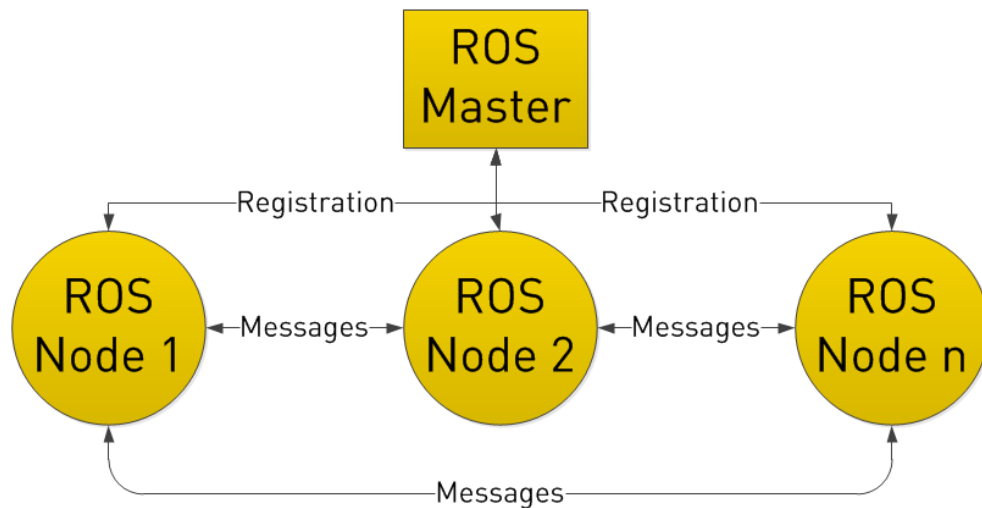 ROS
Master
Registration
Registration
ROS
Node 1
Messages
ROS
Node 2
Messages
ROS
Node n
Messages